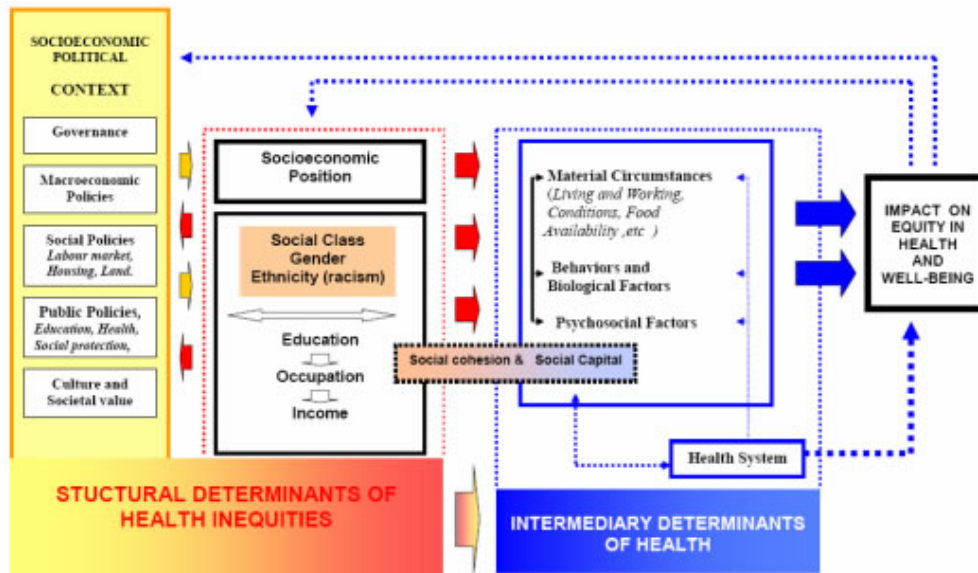 SOCIOECONOMIC
POLITICAL
CONTEXT
Governance
Macroeconomic
Policies
Social Policies
Labour market,
Housing, Land.
Public Policies,
Education, Health,
Social protection,
Culture and
Societal value
Socioeconomic
Position
Social Class
Gender
Ethnicity (racism)
Education
Occupation
Income
Social cohesion & Social Capital
Material Circumstances
(Living and Working,
Conditions, Food
Availability ,etc )
Behaviors and
Biological Factors
Psychosocial Factors
Health System
IMPACT ON
EQUITY IN
HEALTH
AND
WELL-BEING
STUCTURAL DETERMINANTS OF
HEALTH INEQUITIES
INTERMEDIARY DETERMINANTS
OF HEALTH